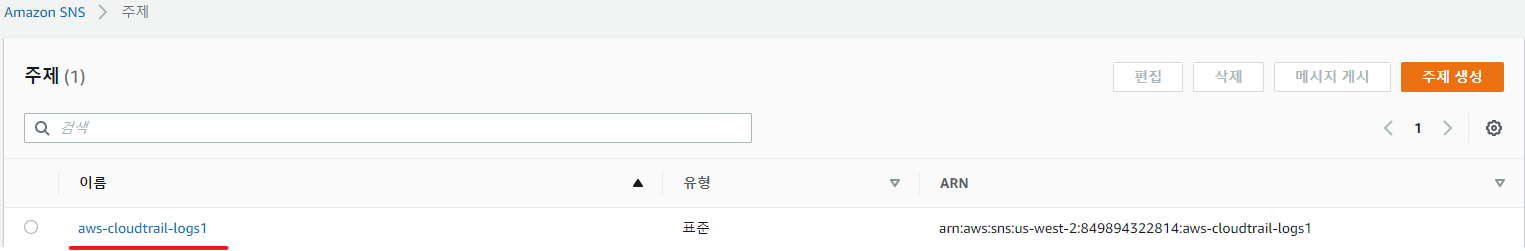 Amazon SNS > 주제
주제 (1)
편집 삭제 메시지 게시 주제 생성
검색
1
이름 유형 ARN
aws-cloudtrail-logs1 표준 arn:aws:sns:us-west-2:849894322814:aws-cloudtrail-logs1